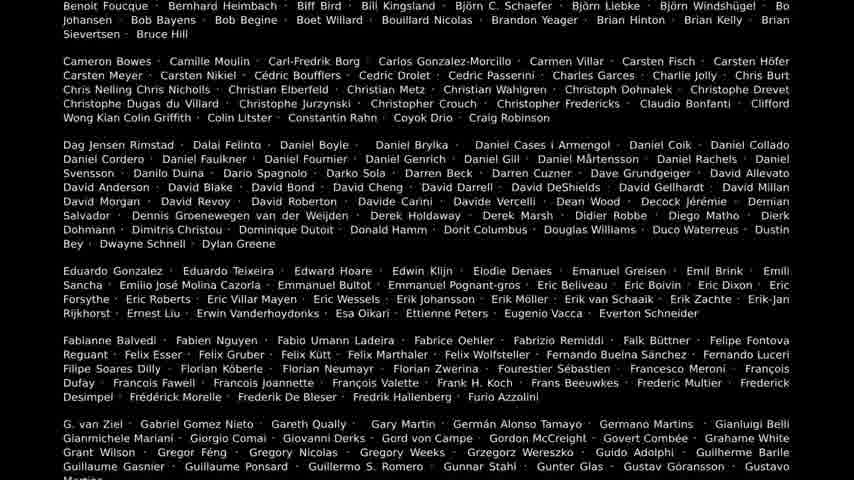 Benoit Foucque · Bernhard Heimbach · Biff Bird · Bill Kingsland · Björn C. Schaefer · Björn Liebke · Björn Windshügel · Bo
Johansen · Bob Bayens · Bob Begine · Boet Willard · Bouillard Nicolas · Brandon Yeager · Brian Hinton · Brian Kelly · Brian
Sievertsen · Bruce Hill
Cameron Bowes · Camille Moulin · Carl-Fredrik Borg · Carlos Gonzalez-Morcillo · Carmen Villar · Carsten Fisch · Carsten Höfer
Carsten Meyer · Carsten Nikiel · Cédric Boufflers · Cedric Drolet · Cedric Passerini · Charles Garces · Charlie Jolly · Chris Burt
Chris Nelling Chris Nicholls · Christian Elberfeld · Christian Metz · Christian Wahlgren · Christoph Dohnalek · Christophe Drevet
Christophe Dugas du Villard · Christophe Jurzynski · Christopher Crouch · Christopher Fredericks · Claudio Bonfanti · Clifford
Wong Kian Colin Griffith · Colin Litster · Constantin Rahn · Coyok Drio · Craig Robinson
Dag Jensen Rimstad · Dalai Felinto · Daniel Boyle · Daniel Brylka · Daniel Cases i Armengol · Daniel Coik · Daniel Collado
Daniel Cordero · Daniel Faulkner · Daniel Fournier · Daniel Genrich · Daniel Gill · Daniel Mårtensson · Daniel Rachels · Daniel
Svensson · Danilo Duina · Dario Spagnolo · Darko Sola · Darren Beck · Darren Cuzner · Dave Grundgeiger · David Allevato
David Anderson · David Blake · David Bond · David Cheng · David Darrell · David DeShields · David Gellhardt · David Millan
David Morgan · David Revoy · David Roberton · Davide Carini · Davide Vercelli · Dean Wood · Decock Jérémie · Demian
Salvador · Dennis Groenewegen van der Weijden · Derek Holdaway · Derek Marsh · Didier Robbe · Diego Matho · Dierk
Dohmann · Dimitris Christou · Dominique Dutoit · Donald Hamm · Dorit Columbus · Douglas Williams · Duco Waterreus · Dustin
Bey · Dwayne Schnell · Dylan Greene
Eduardo Gonzalez · Eduardo Teixeira · Edward Hoare · Edwin Klijn · Elodie Denaes · Emanuel Greisen · Emil Brink · Emili
Sancha · Emilio José Molina Cazorla · Emmanuel Bultot · Emmanuel Pognant-gros · Eric Beliveau · Eric Boivin · Eric Dixon · Eric
Forsythe · Eric Roberts · Eric Villar Mayen · Eric Wessels · Erik Johansson · Erik Möller · Erik van Schaaik · Erik Zachte · Erik-Jan
Rijkhorst · Ernest Liu · Erwin Vanderhoydonks · Esa Oikari · Ettienne Peters · Eugenio Vacca · Everton Schneider
Fabianne Balvedi · Fabien Nguyen · Fabio Umann Ladeira · Fabrice Oehler · Fabrizio Remiddi · Falk Büttner · Felipe Fontova
Reguant · Felix Esser · Felix Gruber · Felix Kütt · Felix Marthaler · Felix Wolfsteller · Fernando Buelna Sánchez · Fernando Luceri
Filipe Soares Dilly · Florian Köberle · Florian Neumayr · Florian Zwerina · Fourestier Sébastien · Francesco Meroni · François
Dufay · Francois Fawell · Francois Joannette · François Valette · Frank H. Koch · Frans Beeuwkes · Frederic Multier · Frederick
Desimpel · Frédérick Morelle · Frederik De Bleser · Fredrik Hallenberg · Furio Azzolini
G. van Ziel · Gabriel Gomez Nieto · Gareth Qually · Gary Martin · Germán Alonso Tamayo · Germano Martins · Gianluigi Belli
Gianmichele Mariani · Giorgio Comai · Giovanni Derks · Gord von Campe · Gordon McCreight · Govert Combée · Grahame White
Grant Wilson · Gregor Féng · Gregory Nicolas · Gregory Weeks · Grzegorz Wereszko · Guido Adolphi · Guilherme Barile
Guillaume Gasnier · Guillaume Ponsard · Guillermo S. Romero · Gunnar Stahl · Gunter Glas · Gustav Göransson · Gustavo